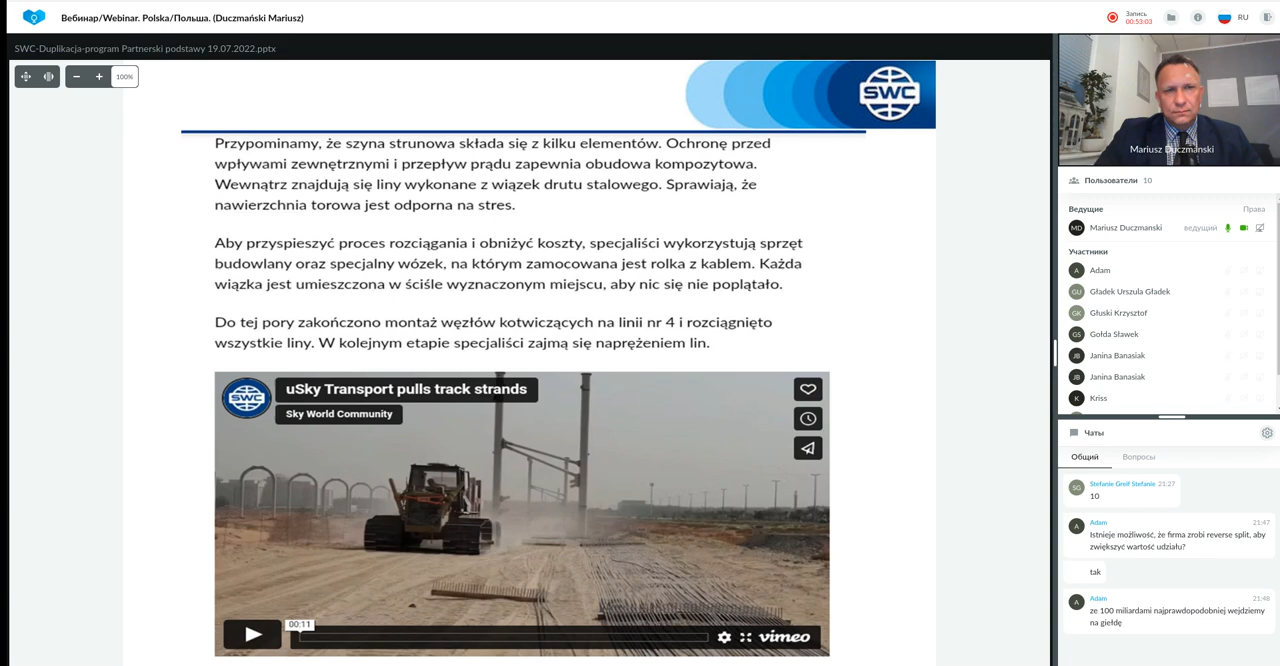 Вебинар/Webinar. Polska/Польша. (Duczmański Mariusz)
Запись
00:53:03
RU
SWC-Duplikacja-program Partnerski podstawy 19.07.2022.pptx
100%
SWC
Przypominamy, że szyna strunowa składa się z kilku elementów. Ochronę przed
wpływami zewnętrznymi i przepływ prądu zapewnia obudowa kompozytowa.
Wewnątrz znajdują się liny wykonane z wiązek drutu stalowego. Sprawiają, że
nawierzchnia torowa jest odporna na stres.
Aby przyspieszyć proces rozciągania i obniżyć koszty, specjaliści wykorzystują sprzęt
budowlany oraz specjalny wózek, na którym zamocowana jest rolka z kablem. Każda
wiązka jest umieszczona w ściśle wyznaczonym miejscu, aby nic się nie poplątało.
Do tej pory zakończono montaż węzłów kotwiczących na linii nr 4 i rozciągnięto
wszystkie liny. W kolejnym etapie specjaliści zajmą się naprężeniem lin.
SWC
uSky Transport pulls track strands
Sky World Community
00:11
vimeo
Mariusz Duczmanski
Пользователи 10
Ведущие Права
MD Mariusz Duczmanski ведущий
Участники
A Adam
GU Gładek Urszula Gładek
GK Głuski Krzysztof
GS Gołda Sławek
JB Janina Banasiak
JB Janina Banasiak
K Kriss
Чаты
Общий Вопросы
SG Stefanie Greif Stefanie 21:27
10
A Adam 21:47
Istnieje możliwość, że firma zrobi reverse split, aby
zwiększyć wartość udziału?
tak
A Adam 21:48
ze 100 miliardami najprawdopodobniej wejdziemy
na giełdę